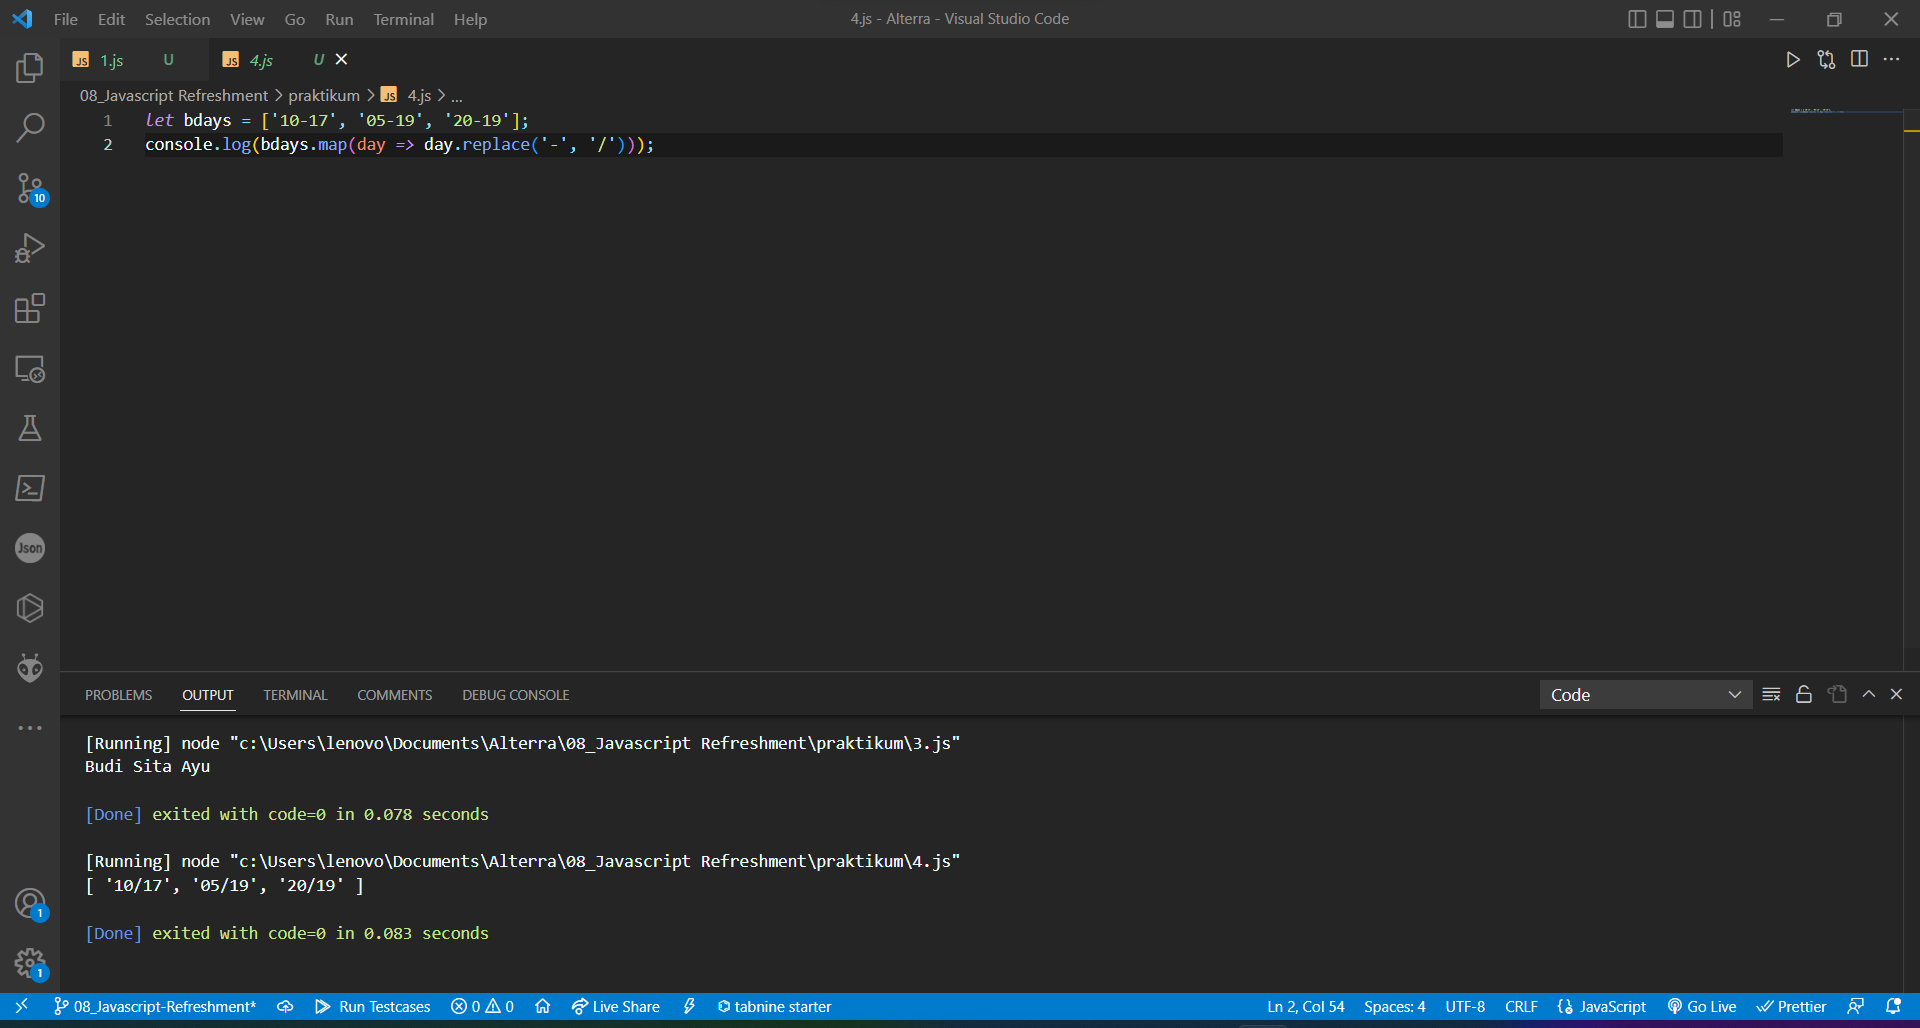 File Edit Selection View Go Run Terminal Help
4.js - Alterra - Visual Studio Code
JS 1.js U JS 4.js U
08_Javascript Refreshment > praktikum > JS 4.js > ...
1 let bdays = ['10-17', '05-19', '20-19'];
2 console.log(bdays.map(day => day.replace('-', '/')));
10
Json
PROBLEMS OUTPUT TERMINAL COMMENTS DEBUG CONSOLE
Code
[Running] node "c:\Users\lenovo\Documents\Alterra\08_Javascript Refreshment\praktikum\3.js"
Budi Sita Ayu
[Done] exited with code=0 in 0.078 seconds
[Running] node "c:\Users\lenovo\Documents\Alterra\08_Javascript Refreshment\praktikum\4.js"
[ '10/17', '05/19', '20/19' ]
[Done] exited with code=0 in 0.083 seconds
1
1
08_Javascript-Refreshment* Run Testcases 0 0 Live Share tabnine starter
Ln 2, Col 54 Spaces: 4 UTF-8 CRLF JavaScript Go Live Prettier